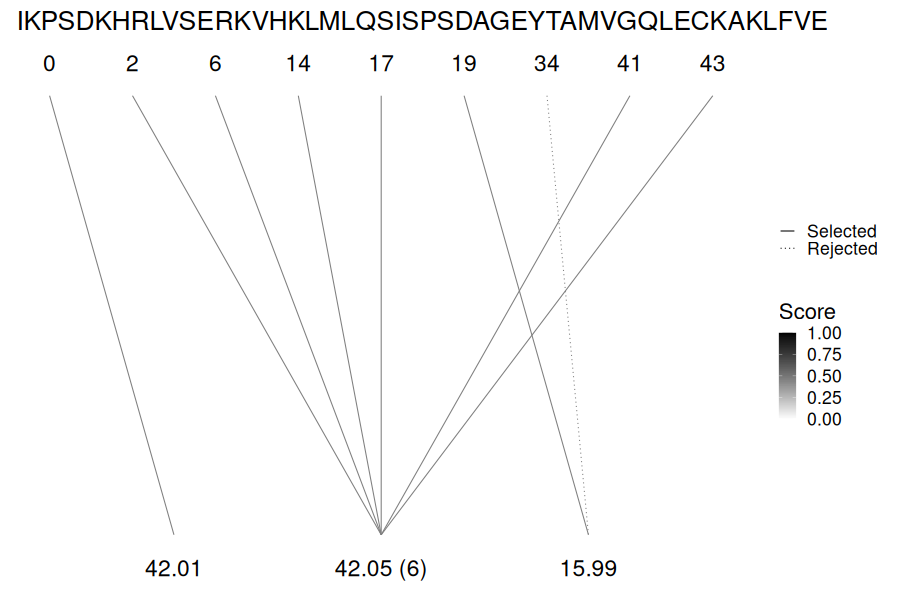 IKPSDKHRLVSERKVHKLMLQSISPSDAGEYTAMVGQLECKAKLFVE
0 2 6 14 17 19 34 41 43
Selected
Rejected
Score
1.00
0.75
0.50
0.25
0.00
42.01 42.05 (6) 15.99